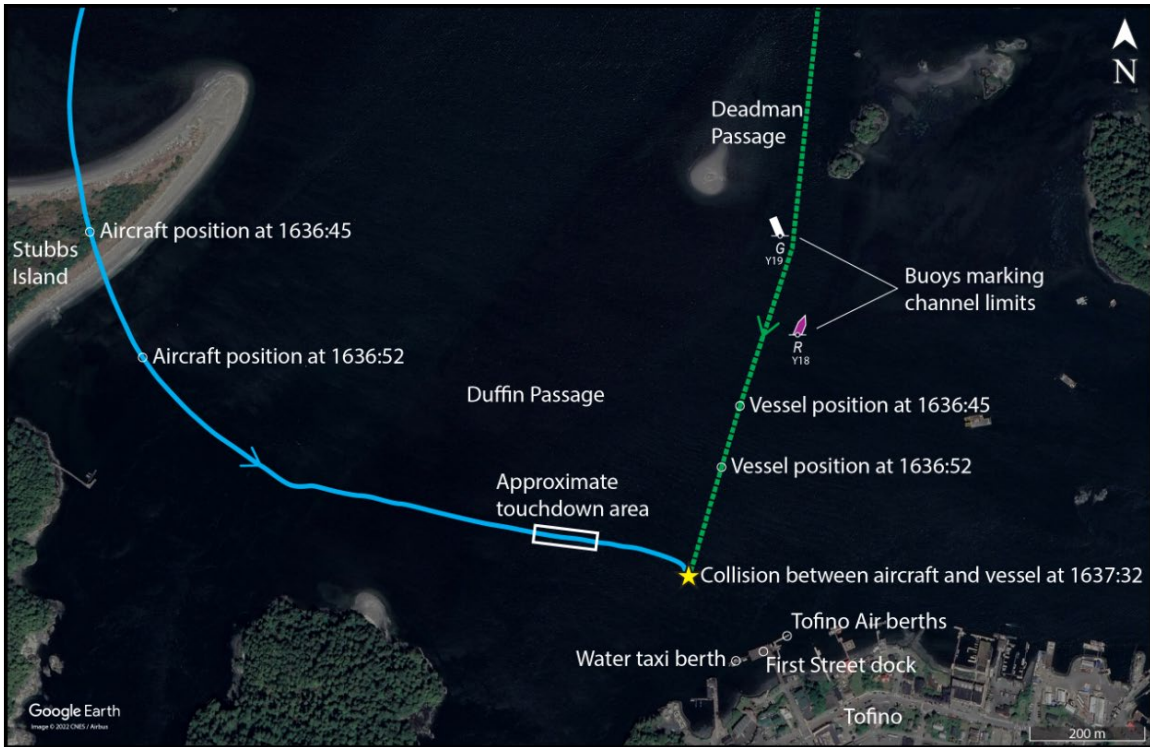 N
Deadman
Passage
Aircraft position at 1636:45
Stubbs
Island
G
Y19
Buoys marking
channel limits
R
Y18
Aircraft position at 1636:52
Duffin Passage
Vessel position at 1636:45
Vessel position at 1636:52
Approximate
touchdown area
Collision between aircraft and vessel at 1637:32
Tofino Air berths
Water taxi berth
First Street dock
Tofino
Google Earth
Image © 2022 CNES / Airbus
200 m